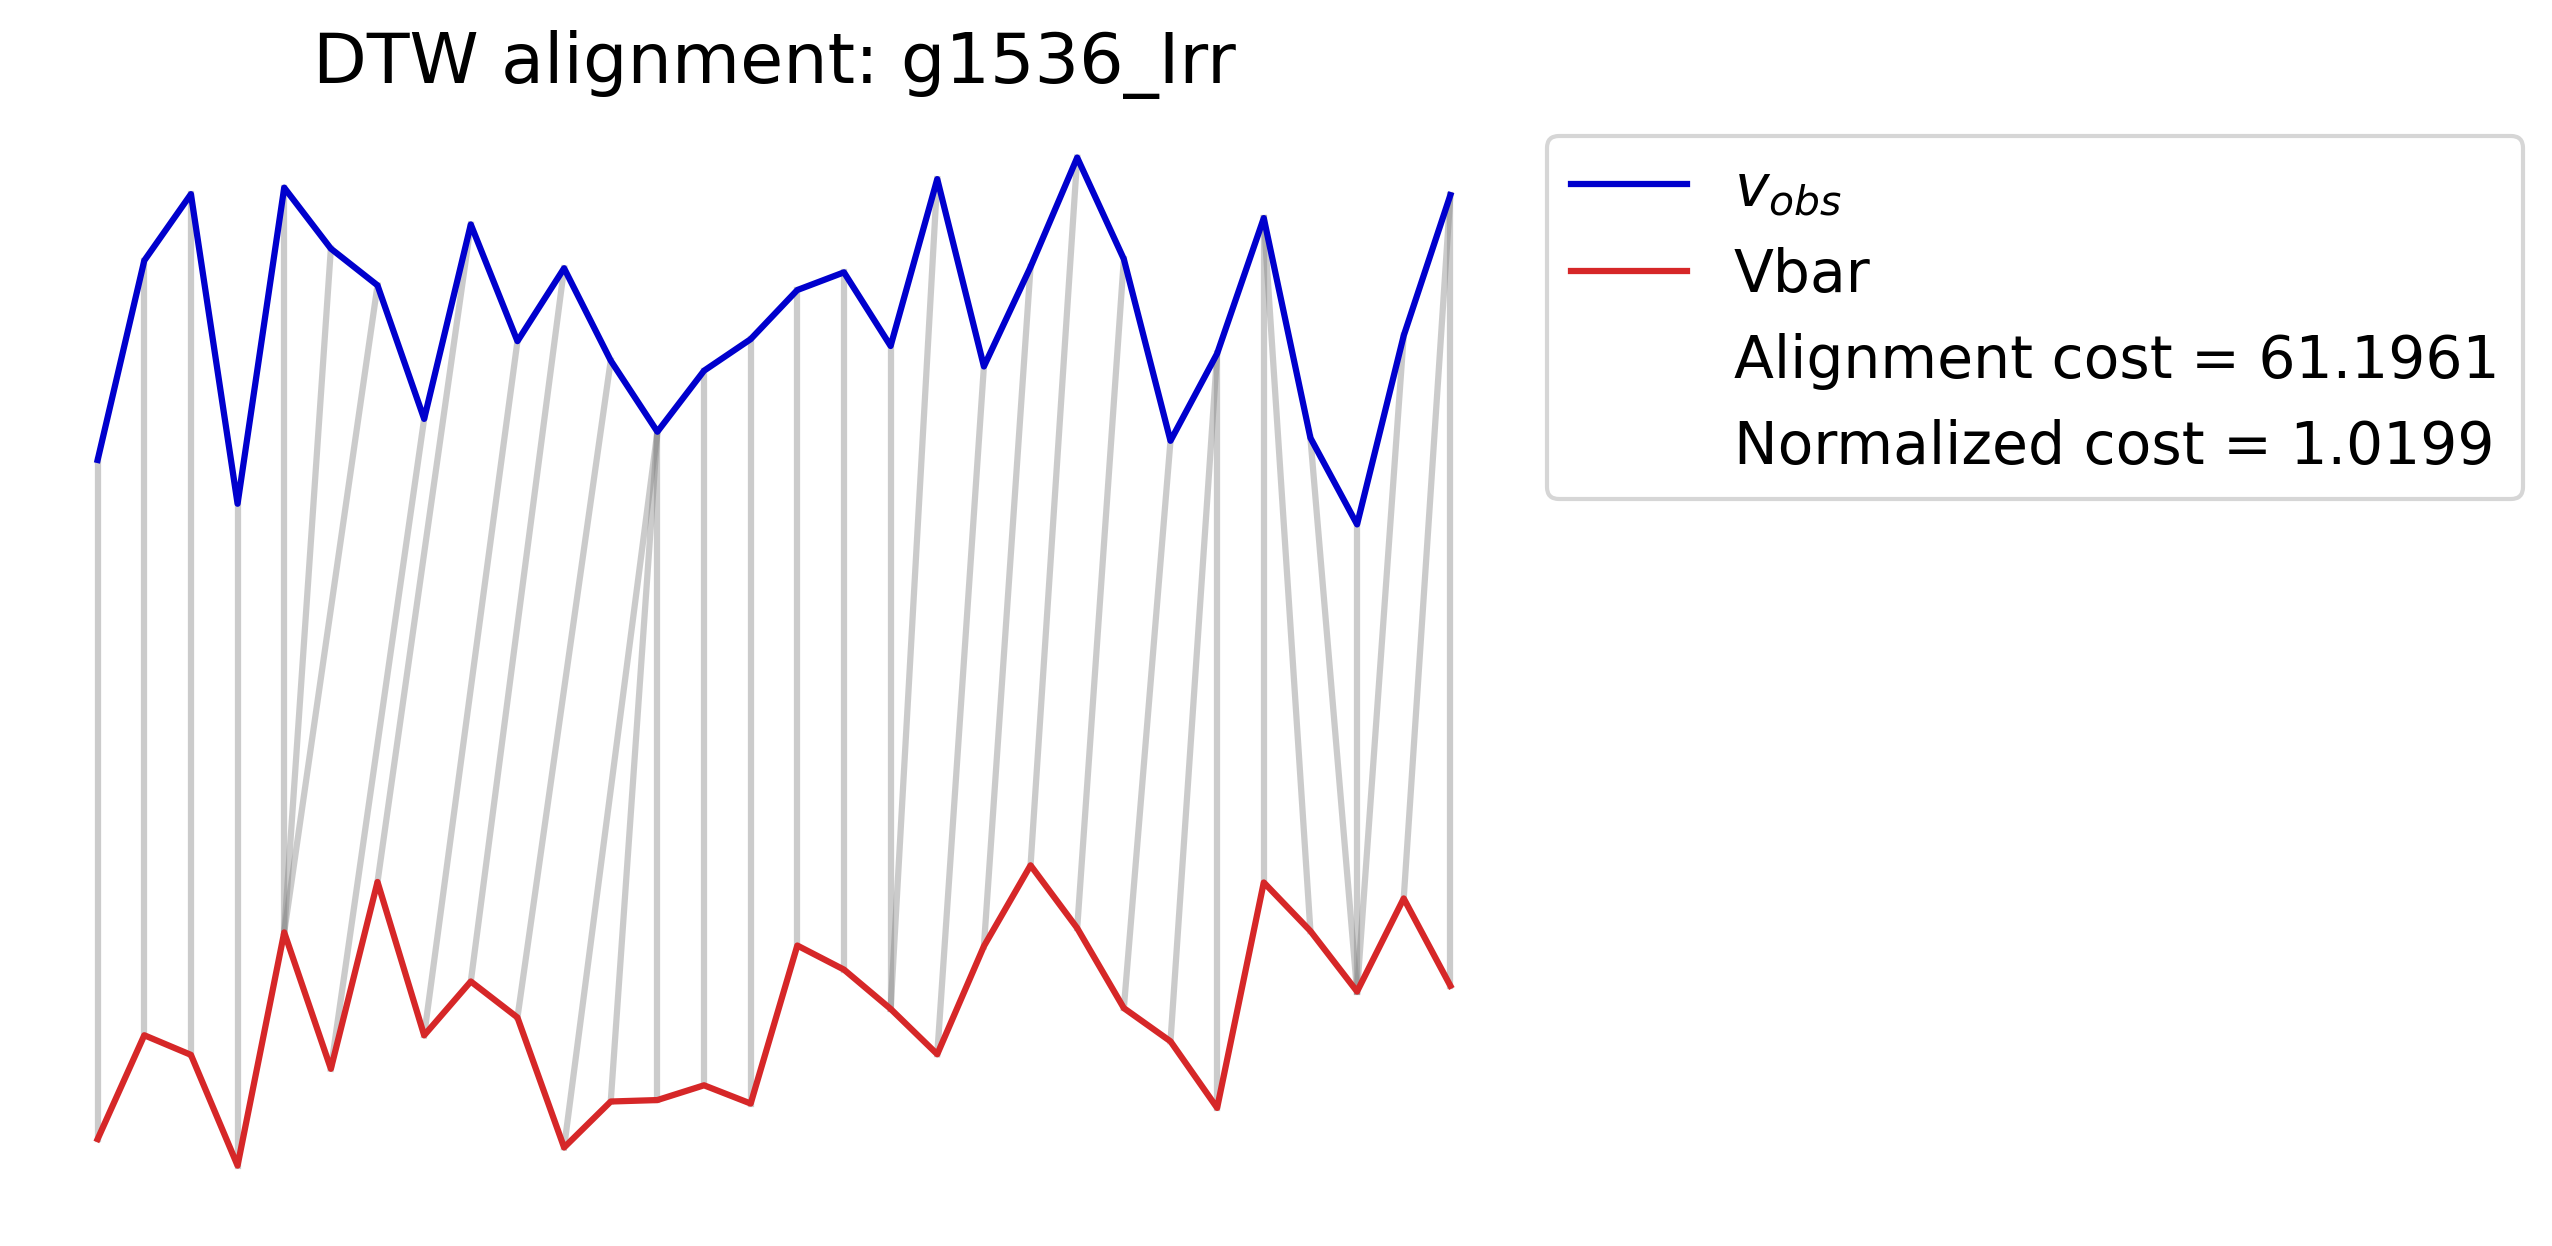 DTW alignment: g1536_Irr
v_obs
Vbar
Alignment cost = 61.1961
Normalized cost = 1.0199